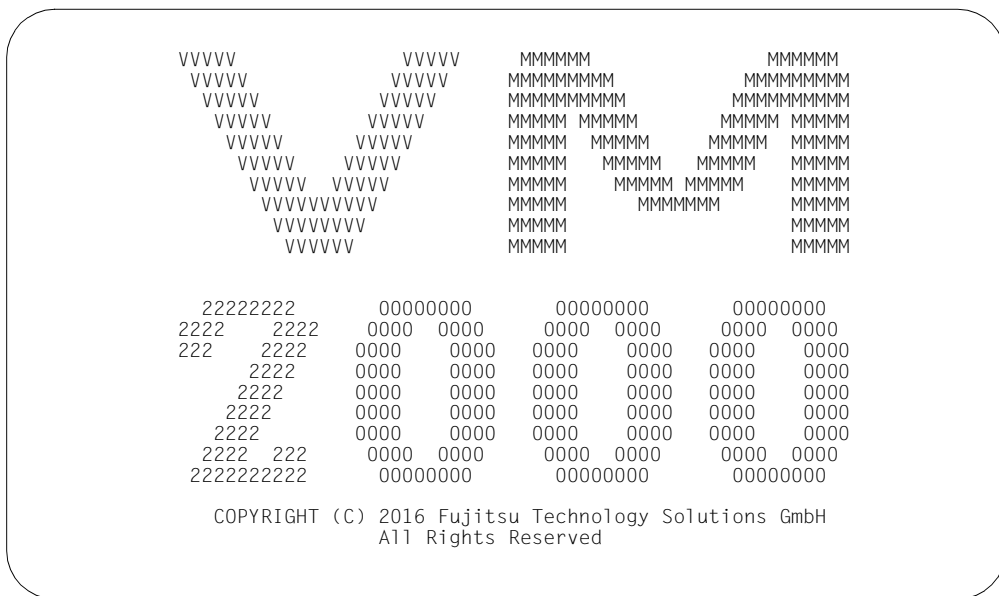 VVVVV              VVVVV     MMMMMM               MMMMMM
 VVVVV            VVVVV     MMMMMMMMM           MMMMMMMMM
  VVVVV          VVVVV      MMMMMMMMMM         MMMMMMMMMM
   VVVVV        VVVVV       MMMMM MMMMM       MMMMM MMMMM
    VVVVV      VVVVV        MMMMM  MMMMM     MMMMM  MMMMM
     VVVVV    VVVVV         MMMMM   MMMMM   MMMMM   MMMMM
      VVVVV  VVVVV          MMMMM    MMMMM MMMMM    MMMMM
       VVVVVVVVVV           MMMMM      MMMMMMM      MMMMM
        VVVVVVVV            MMMMM                   MMMMM
         VVVVVV             MMMMM                   MMMMM
  22222222       00000000       00000000       00000000
2222    2222    0000  0000     0000  0000     0000  0000
222    2222    0000    0000   0000    0000   0000    0000
      2222     0000    0000   0000    0000   0000    0000
     2222      0000    0000   0000    0000   0000    0000
    2222       0000    0000   0000    0000   0000    0000
   2222        0000    0000   0000    0000   0000    0000
  2222  222     0000  0000     0000  0000     0000  0000
 2222222222      00000000       00000000       00000000
COPYRIGHT (C) 2016 Fujitsu Technology Solutions GmbH
All Rights Reserved